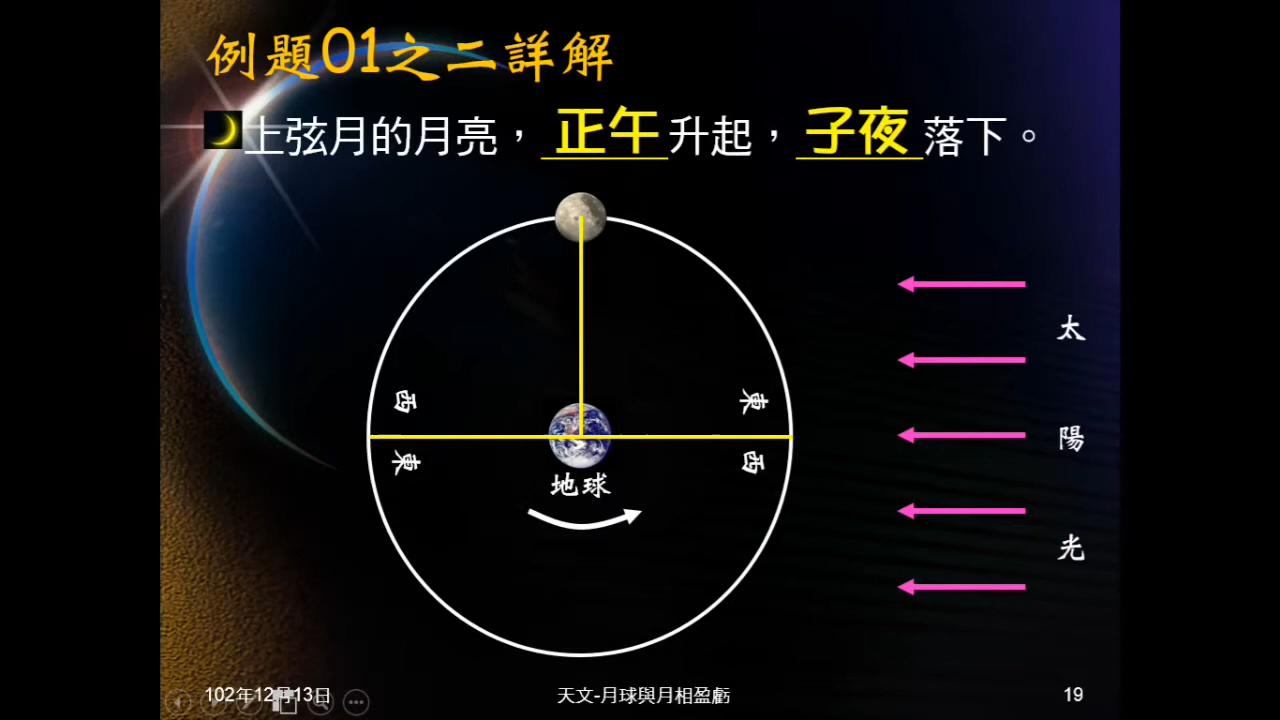 例題01之二詳解
上弦月的月亮，正午升起，子夜落下。
西
東
東
西
地球
太
陽
光
102年12月13日
天文-月球與月相盈虧
19